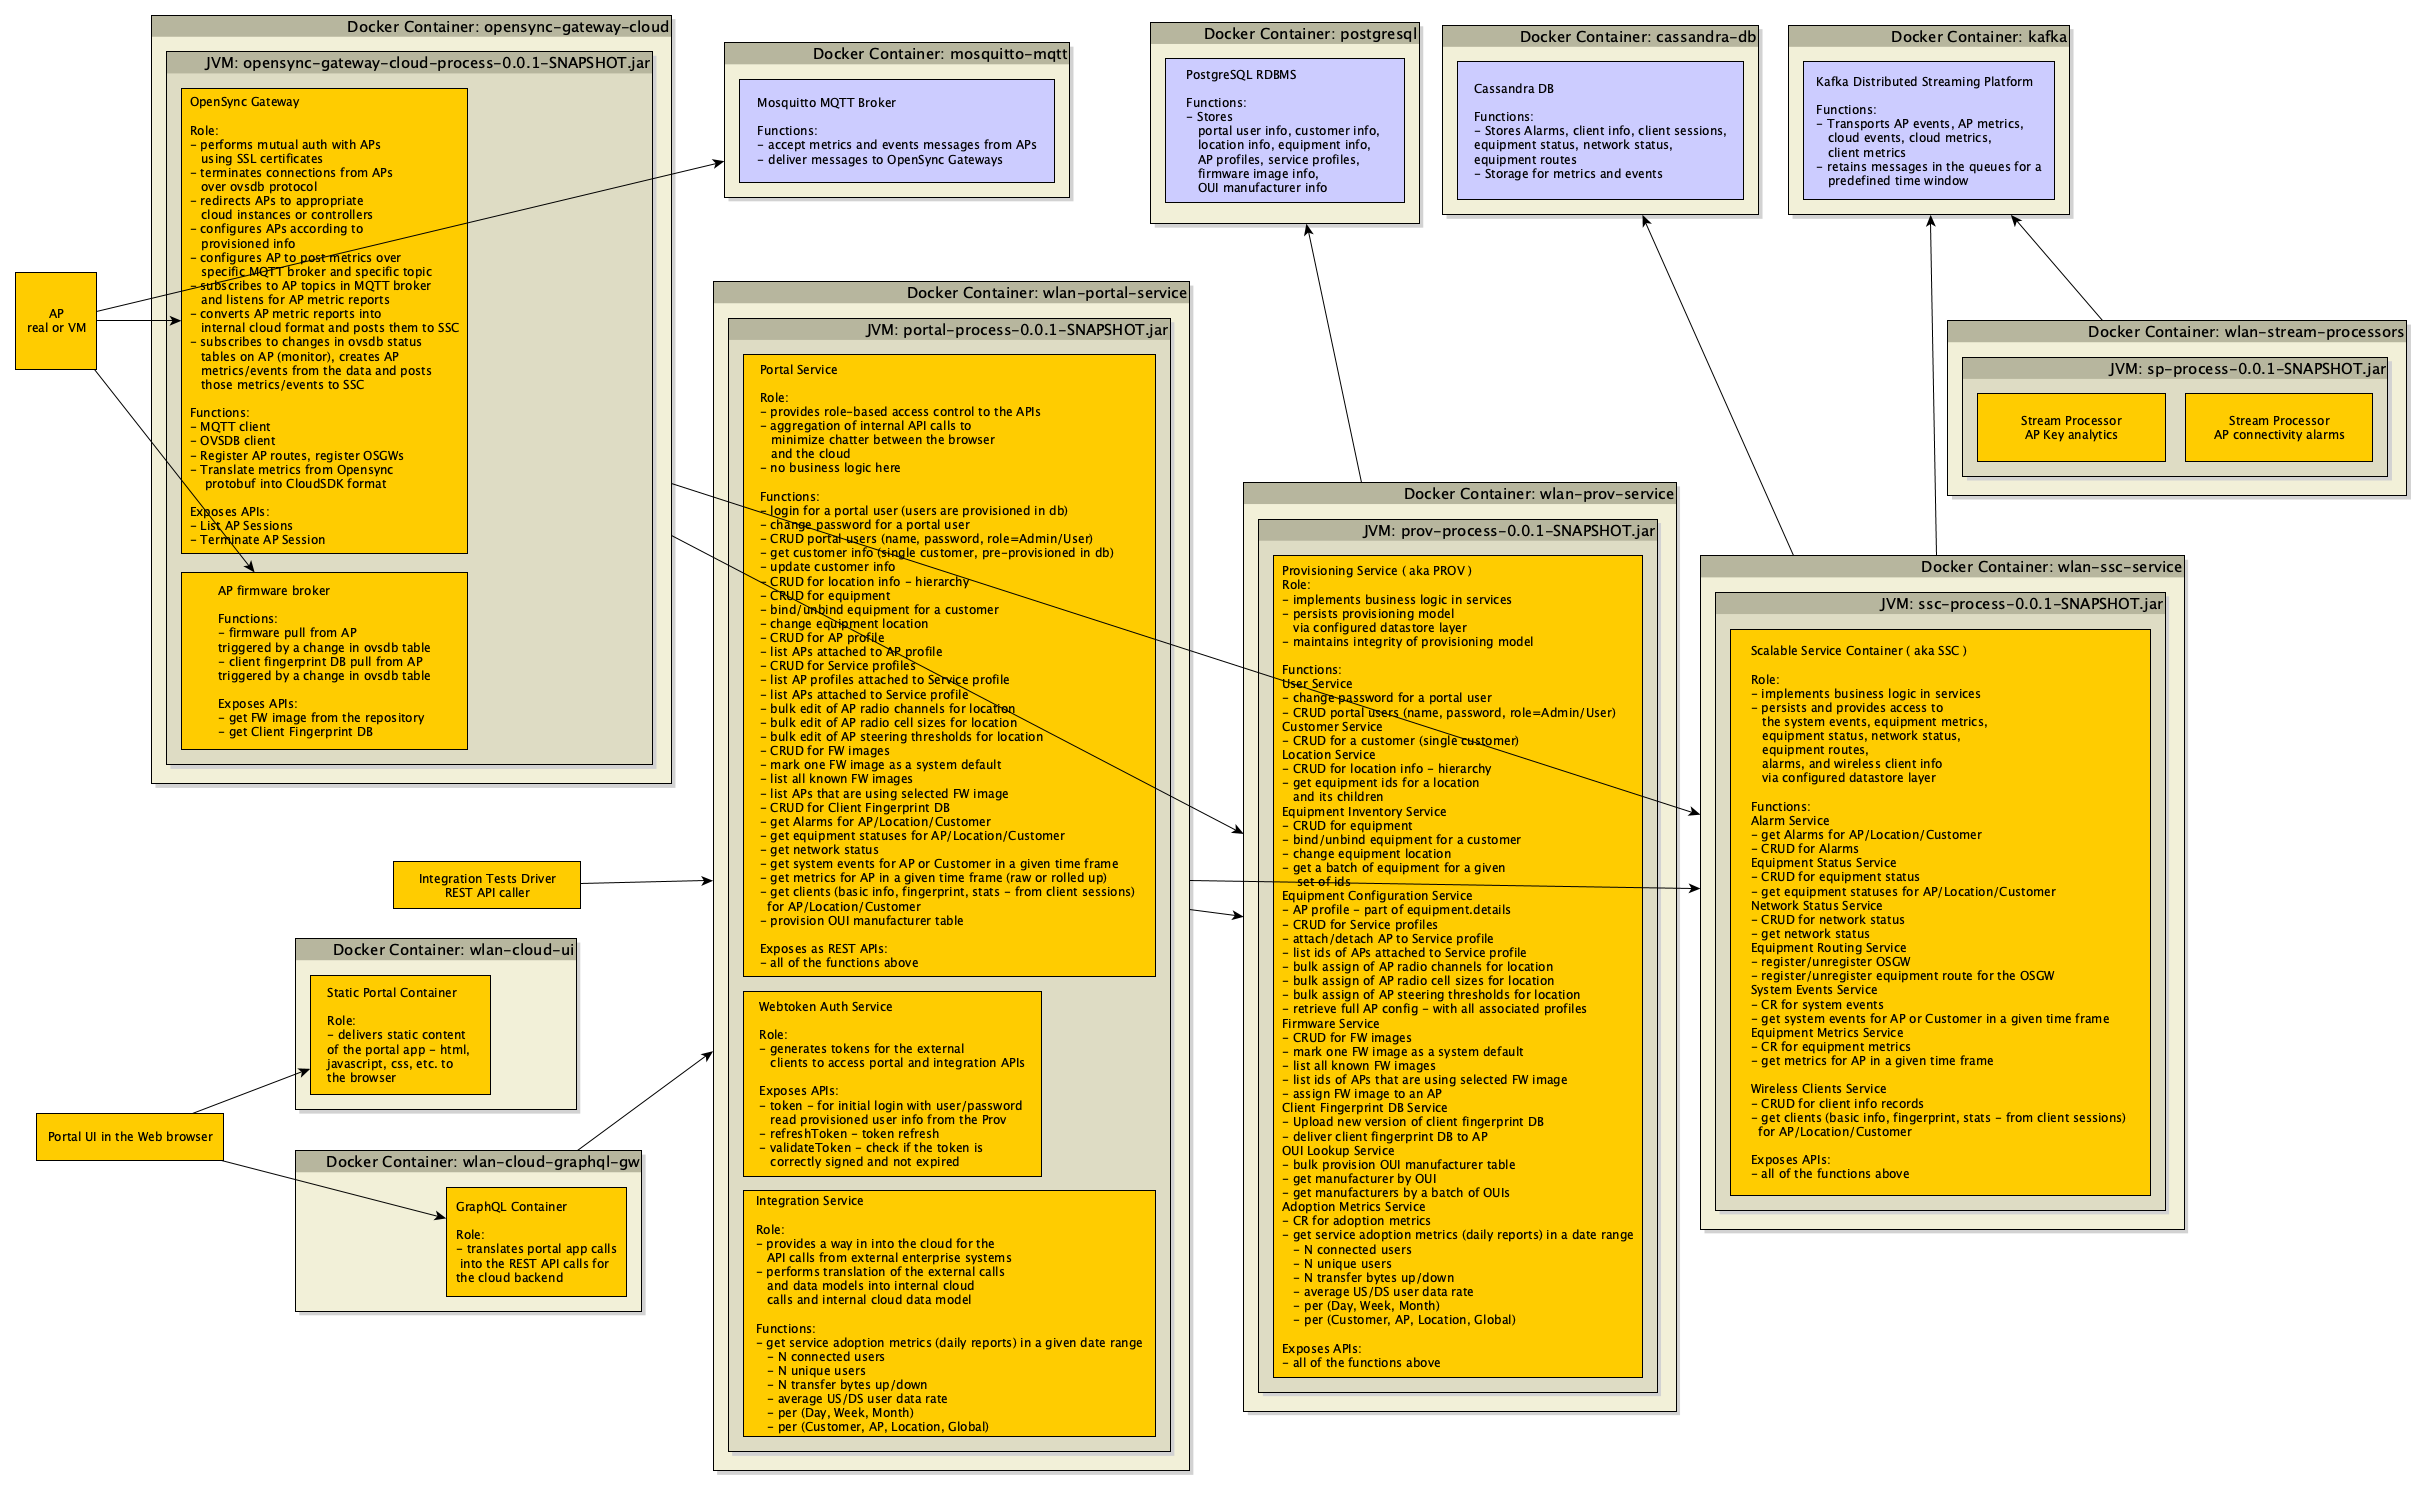 Docker Container: opensync-gateway-cloud
JVM: opensync-gateway-cloud-process-0.0.1-SNAPSHOT.jar
OpenSync Gateway
Role:
- performs mutual auth with APs
using SSL certificates
- terminates connections from APs
over ovsdb protocol
- redirects APs to appropriate
cloud instances or controllers
- configures APs according to
provisioned info
- configures AP to post metrics over
specific MQTT broker and specific topic
- subscribes to AP topics in MQTT broker
and listens for AP metric reports
- converts AP metric reports into
internal cloud format and posts them to SSC
- subscribes to changes in ovsdb status
tables on AP (monitor), creates AP
metrics/events from the data and posts
those metrics/events to SSC
Functions:
- MQTT client
- OVSDB client
- Register AP routes, register OSGWs
- Translate metrics from Opensync
protobuf into CloudSDK format
Exposes APIs:
- List AP Sessions
- Terminate AP Session
AP firmware broker
Functions:
- firmware pull from AP
triggered by a change in ovsdb table
- client fingerprint DB pull from AP
triggered by a change in ovsdb table
Exposes APIs:
- get FW image from the repository
- get Client Fingerprint DB
AP
real or VM
Docker Container: mosquitto-mqtt
Mosquitto MQTT Broker
Functions:
- accept metrics and events messages from APs
- deliver messages to OpenSync Gateways
Docker Container: postgresql
PostgreSQL RDBMS
Functions:
- Stores
portal user info, customer info,
location info, equipment info,
AP profiles, service profiles,
firmware image info,
OUI manufacturer info
Docker Container: cassandra-db
Cassandra DB
Functions:
- Stores Alarms, client info, client sessions,
equipment status, network status,
equipment routes
- Storage for metrics and events
Docker Container: kafka
Kafka Distributed Streaming Platform
Functions:
- Transports AP events, AP metrics,
cloud events, cloud metrics,
client metrics
- retains messages in the queues for a
predefined time window
Docker Container: wlan-stream-processors
JVM: sp-process-0.0.1-SNAPSHOT.jar
Stream Processor
AP Key analytics
Stream Processor
AP connectivity alarms
Integration Tests Driver
REST API caller
Docker Container: wlan-cloud-ui
Static Portal Container
Role:
- delivers static content
of the portal app - html,
javascript, css, etc. to
the browser
Portal UI in the Web browser
Docker Container: wlan-cloud-graphql-gw
GraphQL Container
Role:
- translates portal app calls
into the REST API calls for
the cloud backend
Docker Container: wlan-portal-service
JVM: portal-process-0.0.1-SNAPSHOT.jar
Portal Service
Role:
- provides role-based access control to the APIs
- aggregation of internal API calls to
minimize chatter between the browser
and the cloud
- no business logic here
Functions:
- login for a portal user (users are provisioned in db)
- change password for a portal user
- CRUD portal users (name, password, role=Admin/User)
- get customer info (single customer, pre-provisioned in db)
- update customer info
- CRUD for location info - hierarchy
- CRUD for equipment
- bind/unbind equipment for a customer
- change equipment location
- CRUD for AP profile
- list APs attached to AP profile
- CRUD for Service profiles
- list AP profiles attached to Service profile
- list APs attached to Service profile
- bulk edit of AP radio channels for location
- bulk edit of AP radio cell sizes for location
- bulk edit of AP steering thresholds for location
- CRUD for FW images
- mark one FW image as a system default
- list all known FW images
- list APs that are using selected FW image
- CRUD for Client Fingerprint DB
- get Alarms for AP/Location/Customer
- get equipment statuses for AP/Location/Customer
- get network status
- get system events for AP or Customer in a given time frame
- get metrics for AP in a given time frame (raw or rolled up)
- get clients (basic info, fingerprint, stats - from client sessions)
for AP/Location/Customer
- provision OUI manufacturer table
Exposes as REST APIs:
- all of the functions above
Webtoken Auth Service
Role:
- generates tokens for the external
clients to access portal and integration APIs
Exposes APIs:
- token - for initial login with user/password
read provisioned user info from the Prov
- refreshToken - token refresh
- validateToken - check if the token is
correctly signed and not expired
Integration Service
Role:
- provides a way in into the cloud for the
API calls from external enterprise systems
- performs translation of the external calls
and data models into internal cloud
calls and internal cloud data model
Functions:
- get service adoption metrics (daily reports) in a given date range
- N connected users
- N unique users
- N transfer bytes up/down
- average US/DS user data rate
- per (Day, Week, Month)
- per (Customer, AP, Location, Global)
Docker Container: wlan-prov-service
JVM: prov-process-0.0.1-SNAPSHOT.jar
Provisioning Service ( aka PROV )
Role:
- implements business logic in services
- persists provisioning model
via configured datastore layer
- maintains integrity of provisioning model
Functions:
User Service
- change password for a portal user
- CRUD portal users (name, password, role=Admin/User)
Customer Service
- CRUD for a customer (single customer)
Location Service
- CRUD for location info - hierarchy
- get equipment ids for a location
and its children
Equipment Inventory Service
- CRUD for equipment
- bind/unbind equipment for a customer
- change equipment location
- get a batch of equipment for a given
set of ids
Equipment Configuration Service
- AP profile - part of equipment.details
- CRUD for Service profiles
- attach/detach AP to Service profile
- list ids of APs attached to Service profile
- bulk assign of AP radio channels for location
- bulk assign of AP radio cell sizes for location
- bulk assign of AP steering thresholds for location
- retrieve full AP config - with all associated profiles
Firmware Service
- CRUD for FW images
- mark one FW image as a system default
- list all known FW images
- list ids of APs that are using selected FW image
- assign FW image to an AP
Client Fingerprint DB Service
- Upload new version of client fingerprint DB
- deliver client fingerprint DB to AP
OUI Lookup Service
- bulk provision OUI manufacturer table
- get manufacturer by OUI
- get manufacturers by a batch of OUIs
Adoption Metrics Service
- CR for adoption metrics
- get service adoption metrics (daily reports) in a date range
- N connected users
- N unique users
- N transfer bytes up/down
- average US/DS user data rate
- per (Day, Week, Month)
- per (Customer, AP, Location, Global)
Exposes APIs:
- all of the functions above
Docker Container: wlan-ssc-service
JVM: ssc-process-0.0.1-SNAPSHOT.jar
Scalable Service Container ( aka SSC )
Role:
- implements business logic in services
- persists and provides access to
the system events, equipment metrics,
equipment status, network status,
equipment routes,
alarms, and wireless client info
via configured datastore layer
Functions:
Alarm Service
- get Alarms for AP/Location/Customer
- CRUD for Alarms
Equipment Status Service
- CRUD for equipment status
- get equipment statuses for AP/Location/Customer
Network Status Service
- CRUD for network status
- get network status
Equipment Routing Service
- register/unregister OSGW
- register/unregister equipment route for the OSGW
System Events Service
- CR for system events
- get system events for AP or Customer in a given time frame
Equipment Metrics Service
- CR for equipment metrics
- get metrics for AP in a given time frame
Wireless Clients Service
- CRUD for client info records
- get clients (basic info, fingerprint, stats - from client sessions)
for AP/Location/Customer
Exposes APIs:
- all of the functions above